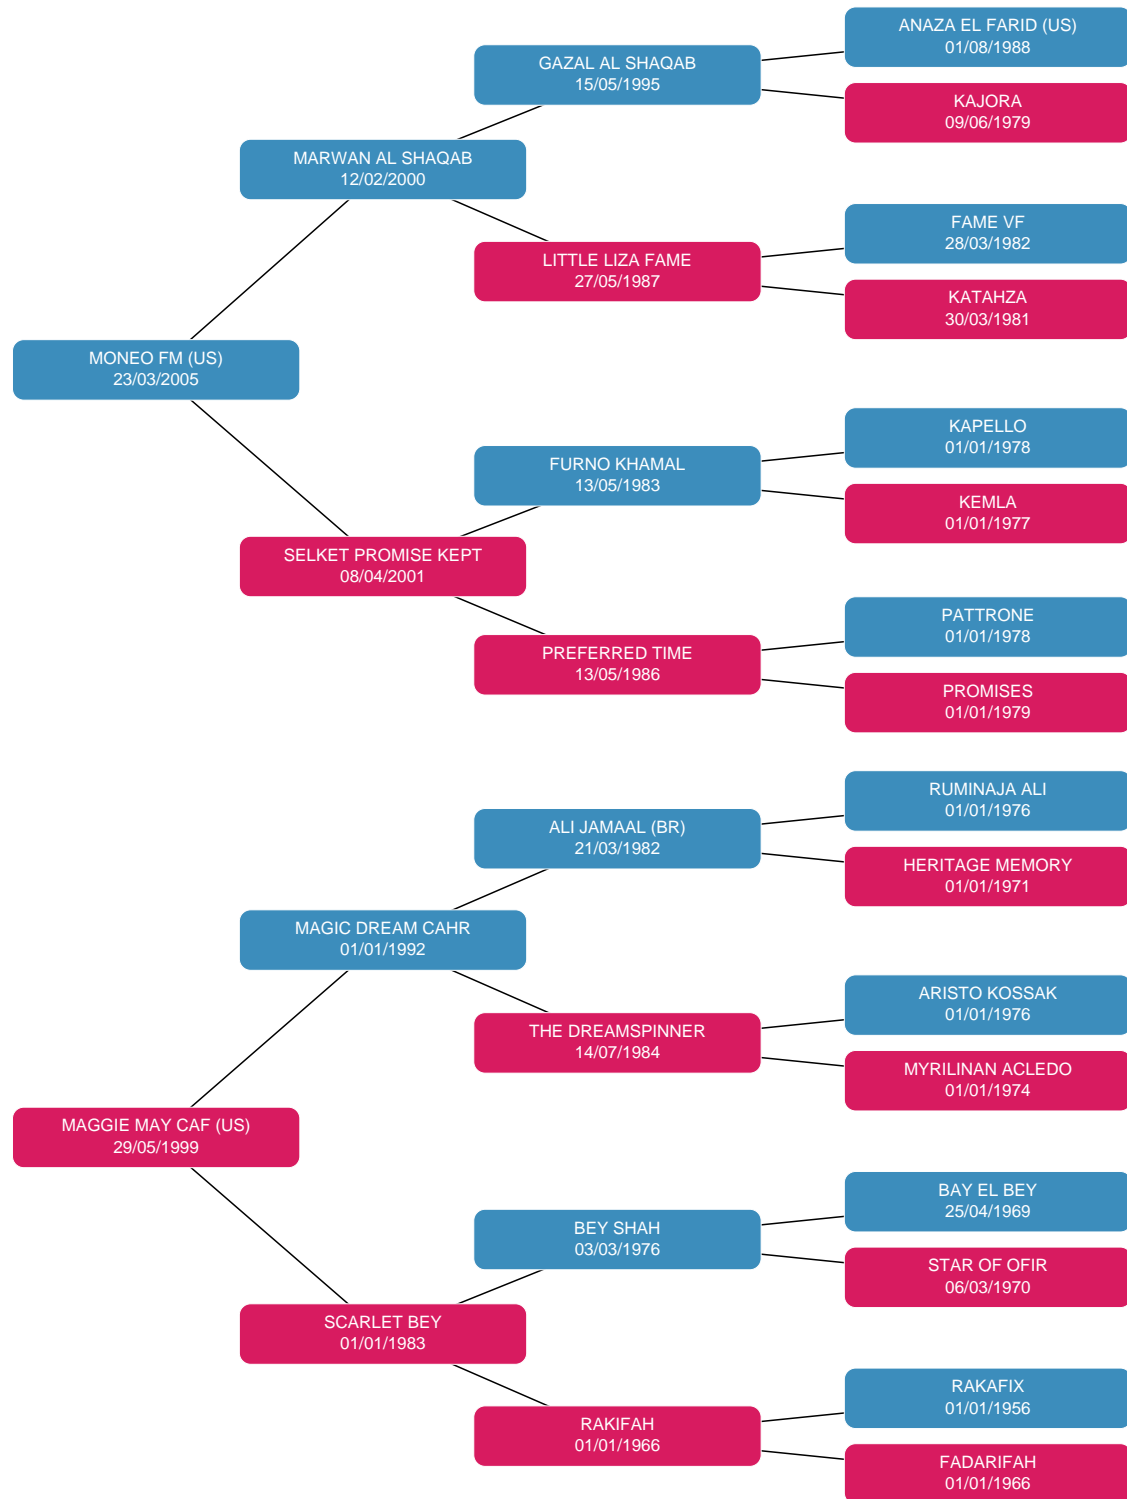 ANAZA EL FARID (US)
01/08/1988
GAZAL AL SHAQAB
15/05/1995
KAJORA
09/06/1979
MARWAN AL SHAQAB
12/02/2000
FAME VF
28/03/1982
LITTLE LIZA FAME
27/05/1987
KATAHZA
30/03/1981
MONEO FM (US)
23/03/2005
KAPELLO
01/01/1978
FURNO KHAMAL
13/05/1983
KEMLA
01/01/1977
SELKET PROMISE KEPT
08/04/2001
PATTRONE
01/01/1978
PREFERRED TIME
13/05/1986
PROMISES
01/01/1979
RUMINAJA ALI
01/01/1976
ALI JAMAAL (BR)
21/03/1982
HERITAGE MEMORY
01/01/1971
MAGIC DREAM CAHR
01/01/1992
ARISTO KOSSAK
01/01/1976
THE DREAMSPINNER
14/07/1984
MYRILINAN ACLEDO
01/01/1974
MAGGIE MAY CAF (US)
29/05/1999
BAY EL BEY
25/04/1969
BEY SHAH
03/03/1976
STAR OF OFIR
06/03/1970
SCARLET BEY
01/01/1983
RAKAFIX
01/01/1956
RAKIFAH
01/01/1966
FADARIFAH
01/01/1966